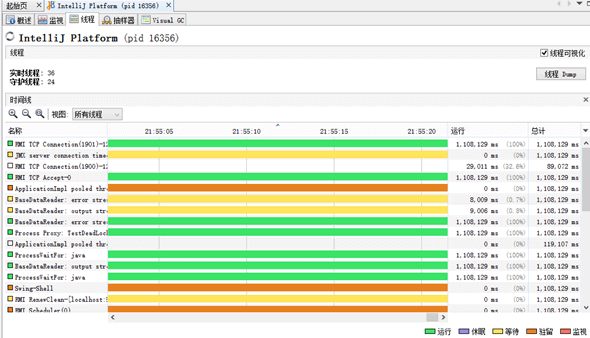 起始页 × IntelliJ Platform (pid 16356) ×
概述 监视 线程 抽样器 Visual GC
IntelliJ Platform (pid 16356)
线程 线程可视化
实时线程: 36
守护线程: 24
线程 Dump
时间线 ×
视图: 所有线程
名称 21:55:05 21:55:10 21:55:15 21:55:20 运行 总计
RMI TCP Connection(1901)-12 1,108,129 ms (100%) 1,108,129 ms
JMX server connection time 0 ms (0%) 1,108,129 ms
RMI TCP Connection(1900)-12 29,011 ms (32.6%) 89,072 ms
RMI TCP Accept-0 1,108,129 ms (100%) 1,108,129 ms
ApplicationImpl pooled thr 0 ms (0%) 1,108,129 ms
BaseDataReader: error stre 8,009 ms (0.7%) 1,108,129 ms
BaseDataReader: output str 9,006 ms (0.8%) 1,108,129 ms
BaseDataReader: error stre 1,108,129 ms (100%) 1,108,129 ms
Process Proxy: TestDeadLoc 1,108,129 ms (100%) 1,108,129 ms
ApplicationImpl pooled thr 0 ms (0%) 119,107 ms
ProcessWaitFor: java 1,108,129 ms (100%) 1,108,129 ms
BaseDataReader: output str 1,108,129 ms (100%) 1,108,129 ms
ProcessWaitFor: java 1,108,129 ms (100%) 1,108,129 ms
Swing-Shell 0 ms (0%) 1,108,129 ms
RMI RenewClean-[localhost: 0 ms (0%) 1,108,129 ms
RMI Scheduler(0) 0 ms (0%) 1,108,129 ms
运行 休眠 等待 驻留 监视